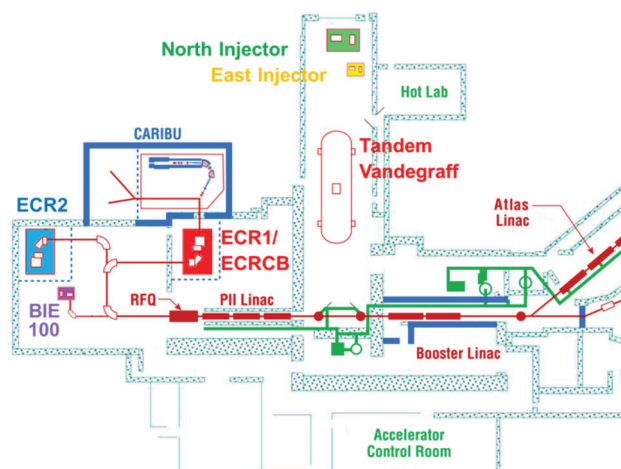 North Injector
East Injector
Hot Lab
CARIBU
Tandem
Vandegraff
ECR2
ECR1/
ECRCB
Atlas
Linac
BIE
100
RFQ
PII Linac
Booster Linac
Accelerator
Control Room